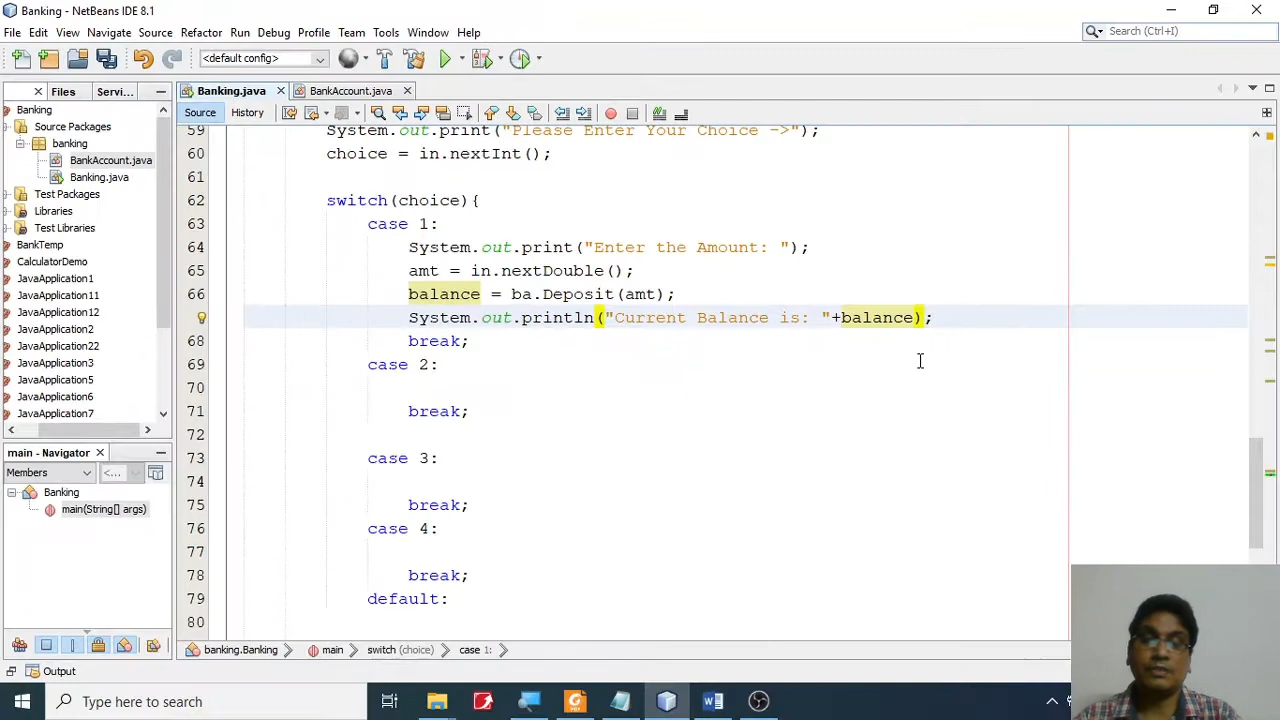 Banking - NetBeans IDE 8.1
File Edit View Navigate Source Refactor Run Debug Profile Team Tools Window Help
Search (Ctrl+I)
<default config>
Files Servi...
Banking.java BankAccount.java
Source History
Banking
Source Packages
banking
BankAccount.java
Banking.java
Test Packages
Libraries
Test Libraries
BankTemp
CalculatorDemo
JavaApplication1
JavaApplication11
JavaApplication12
JavaApplication2
JavaApplication22
JavaApplication3
JavaApplication5
JavaApplication6
JavaApplication7
59 System.out.print("Please Enter Your Choice ->");
60 choice = in.nextInt();
61
62 switch(choice){
63 case 1:
64 System.out.print("Enter the Amount: ");
65 amt = in.nextDouble();
66 balance = ba.Deposit(amt);
System.out.println("Current Balance is: "+balance);
68 break;
69 case 2:
70
71 break;
72
73 case 3:
74
75 break;
76 case 4:
77
78 break;
79 default:
80
main - Navigator
Members <...
Banking
main(String[] args)
banking.Banking main switch (choice) case 1:
Output
Type here to search